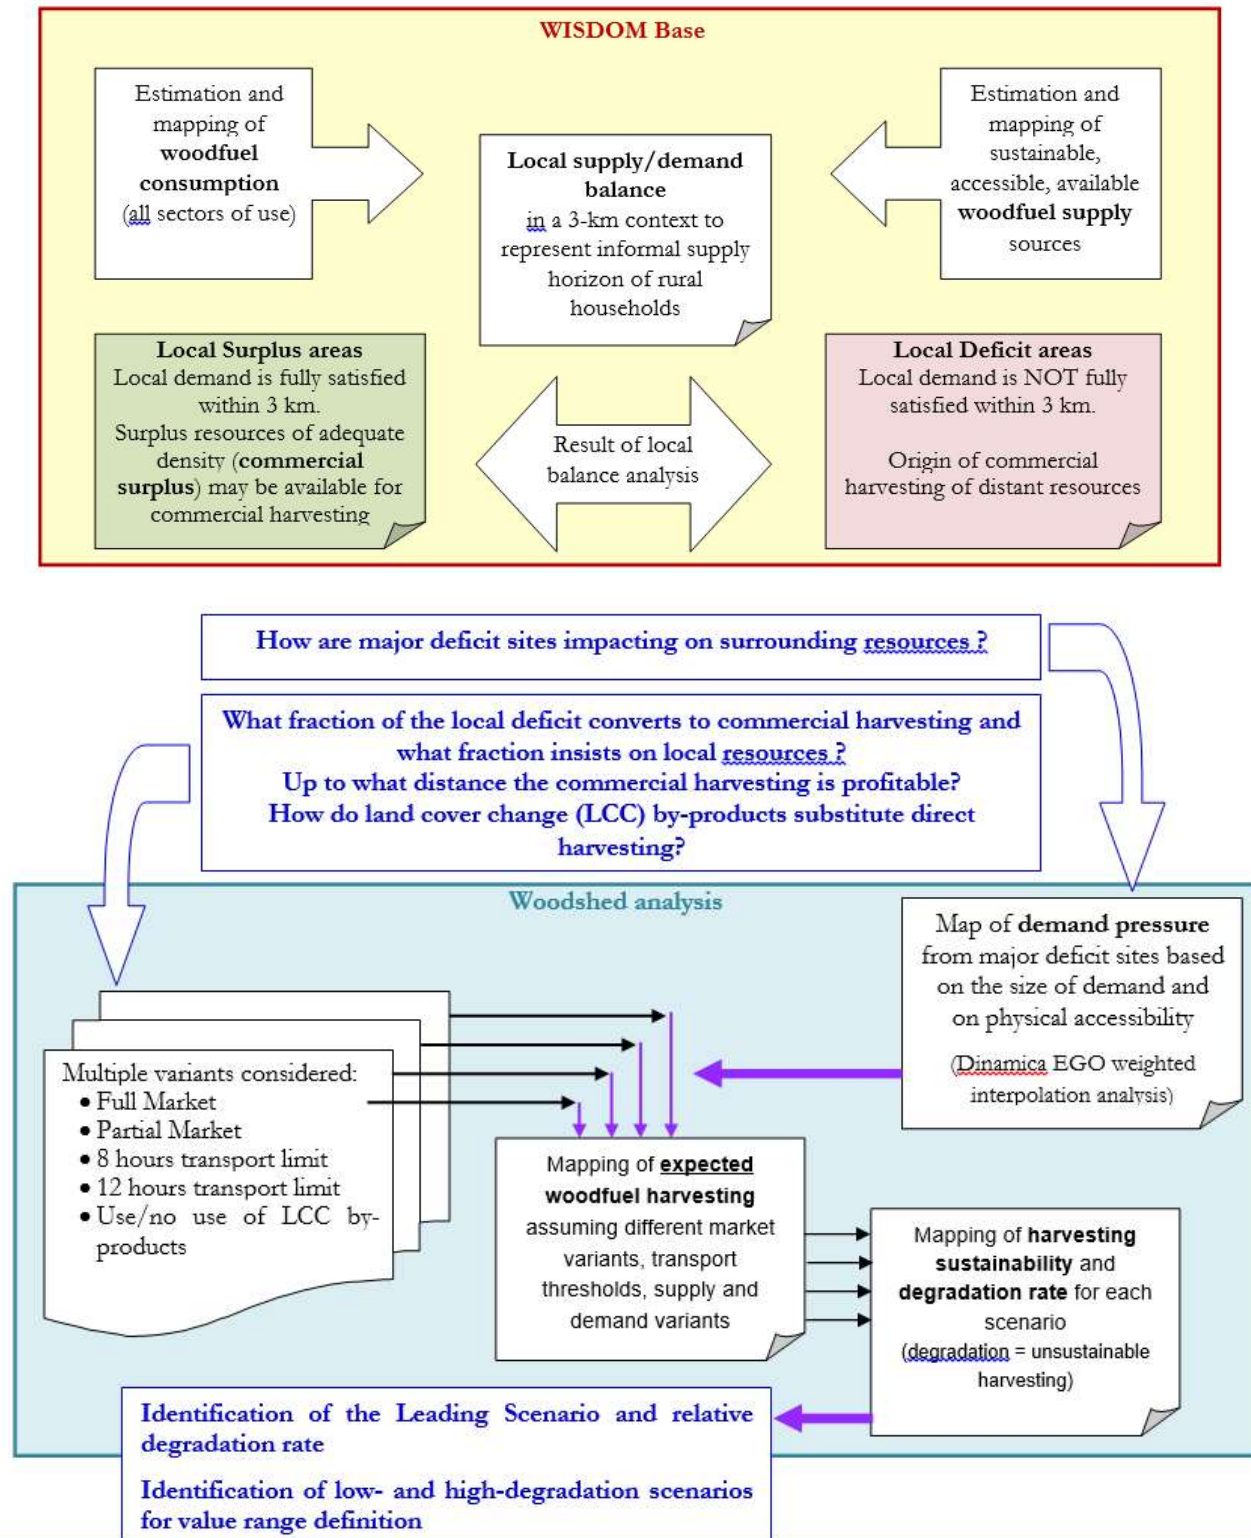 WISDOM Base
Estimation and
mapping of
woodfuel
consumption
(all sectors of use)
Local supply/demand
balance
in a 3-km context to
represent informal supply
horizon of rural
households
Estimation and
mapping of
sustainable,
accessible, available
woodfuel supply
sources
Local Surplus areas
Local demand is fully satisfied
within 3 km.
Surplus resources of adequate
density (commercial
surplus) may be available for
commercial harvesting
Result of local
balance analysis
Local Deficit areas
Local demand is NOT fully
satisfied within 3 km.
Origin of commercial
harvesting of distant resources
How are major deficit sites impacting on surrounding resources ?
What fraction of the local deficit converts to commercial harvesting and
what fraction insists on local resources ?
Up to what distance the commercial harvesting is profitable?
How do land cover change (LCC) by-products substitute direct
harvesting?
Woodshed analysis
Map of demand pressure
from major deficit sites based
on the size of demand and
on physical accessibility
(Dinamica EGO weighted
interpolation analysis)
Multiple variants considered:
• Full Market
• Partial Market
• 8 hours transport limit
• 12 hours transport limit
• Use/no use of LCC by-
products
Mapping of expected
woodfuel harvesting
assuming different market
variants, transport
thresholds, supply and
demand variants
Mapping of harvesting
sustainability and
degradation rate for each
scenario
(degradation = unsustainable
harvesting)
Identification of the Leading Scenario and relative
degradation rate
Identification of low- and high-degradation scenarios
for value range definition